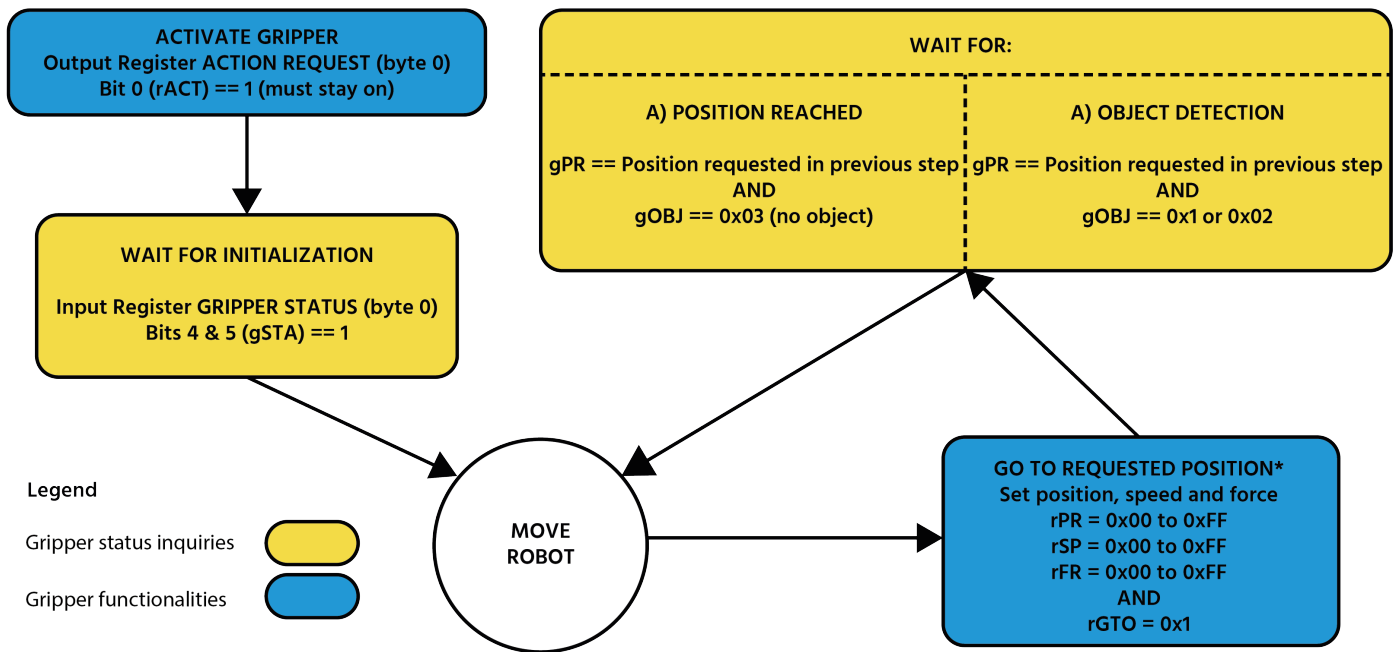 ACTIVATE GRIPPER
Output Register ACTION REQUEST (byte 0)
Bit 0 (rACT) == 1 (must stay on)
WAIT FOR INITIALIZATION
Input Register GRIPPER STATUS (byte 0)
Bits 4 & 5 (gSTA) == 1
WAIT FOR:
A) POSITION REACHED
gPR == Position requested in previous step
AND
gOBJ == 0x03 (no object)
A) OBJECT DETECTION
gPR == Position requested in previous step
AND
gOBJ == 0x1 or 0x02
MOVE
ROBOT
GO TO REQUESTED POSITION*
Set position, speed and force
rPR = 0x00 to 0xFF
rSP = 0x00 to 0xFF
rFR = 0x00 to 0xFF
AND
rGTO = 0x1
Legend
Gripper status inquiries
Gripper functionalities